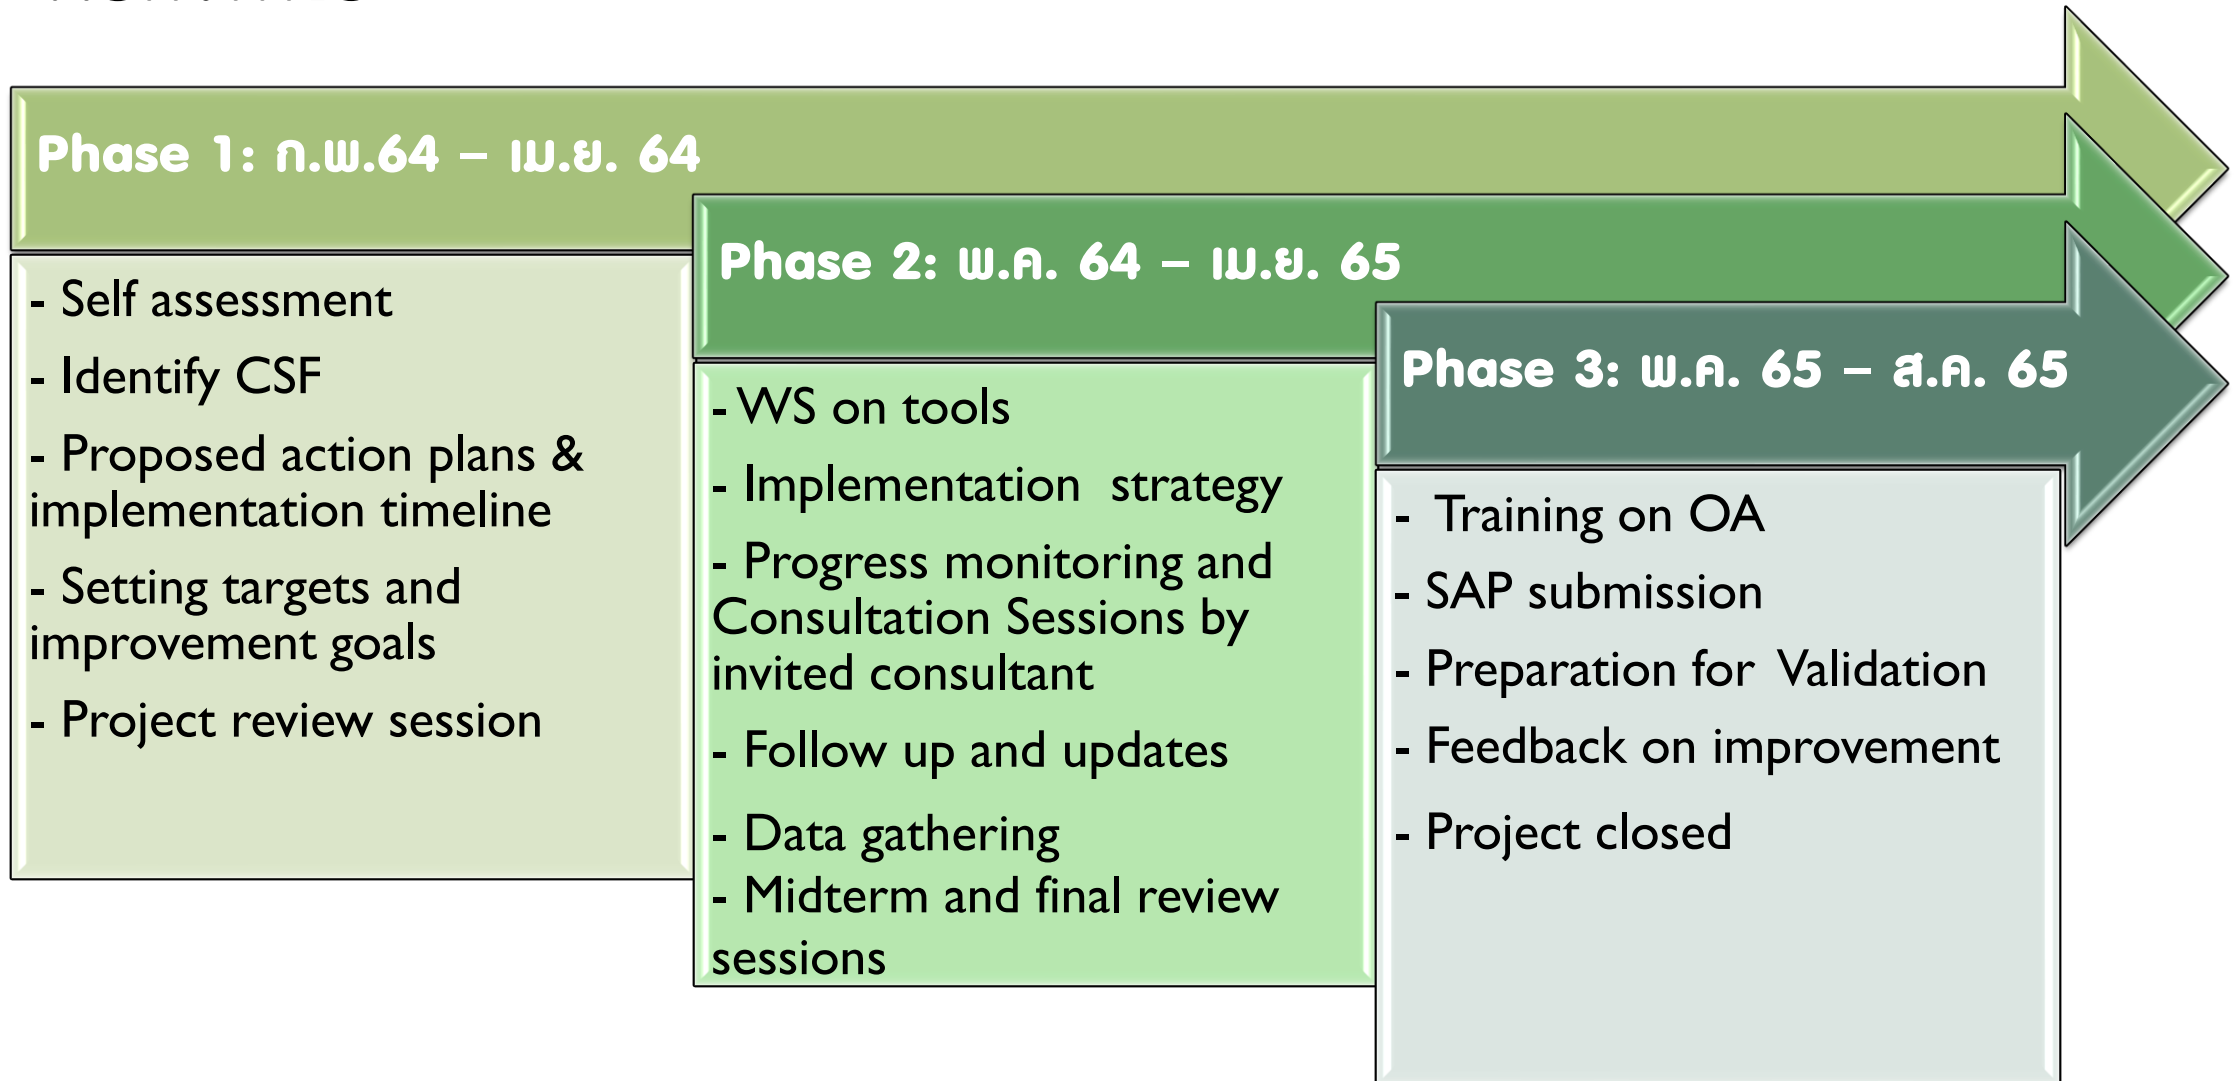 Phase 1: ก.พ.64 – เม.ย. 64
- Self assessment
- Identify CSF
- Proposed action plans &
implementation timeline
- Setting targets and
improvement goals
- Project review session
Phase 2: พ.ค. 64 – เม.ย. 65
- WS on tools
- Implementation  strategy
- Progress monitoring and
Consultation Sessions by
invited consultant
- Follow up and updates
- Data gathering
- Midterm and final review
sessions
Phase 3: พ.ค. 65 – ส.ค. 65
-  Training on OA
- SAP submission
- Preparation for  Validation
- Feedback on improvement
- Project closed